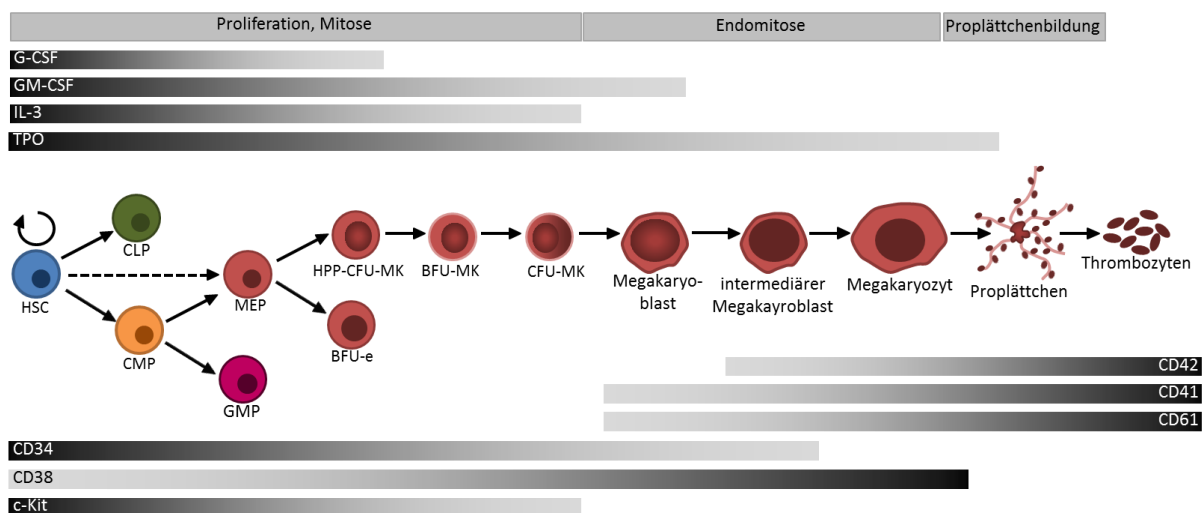 Proliferation, Mitose
Endomitose
Proplättchenbildung
G-CSF
GM-CSF
IL-3
TPO
CLP
HSC
MEP
HPP-CFU-MK
BFU-MK
CFU-MK
Megakaryo-
blast
intermediärer
Megakayroblast
Megakaryozyt
Proplättchen
Thrombozyten
CMP
BFU-e
GMP
CD42
CD41
CD61
CD34
CD38
c-Kit